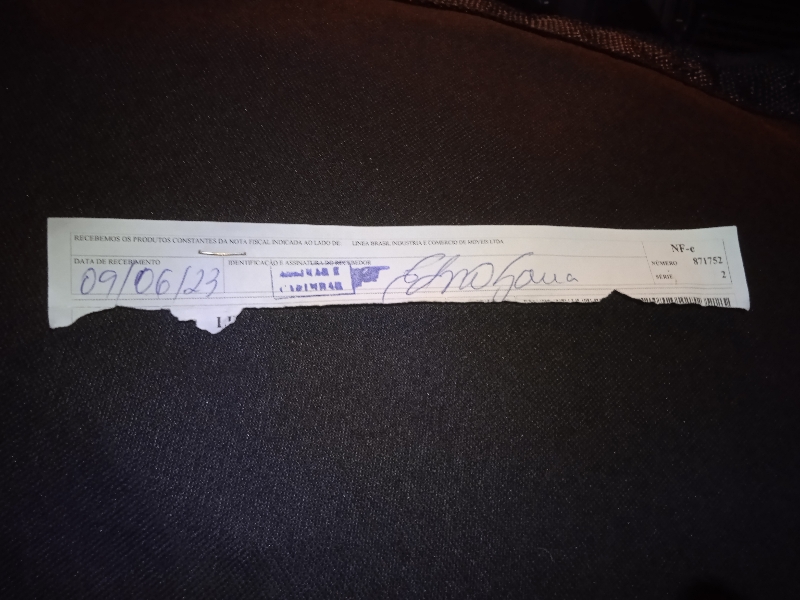 RECEBEMOS OS PRODUTOS CONSTANTES DA NOTA FISCAL INDICADA AO LADO DE LINEA BRASIL INDUSTRIA E COMERCIO DE MOVEIS LTDA
NF-e
DATA DE RECEBIMENTO
IDENTIFICAÇÃO E ASSINATURA DO RECEBEDOR
NÚMERO 871752
SÉRIE 2
09/06/23
CARIMBAR